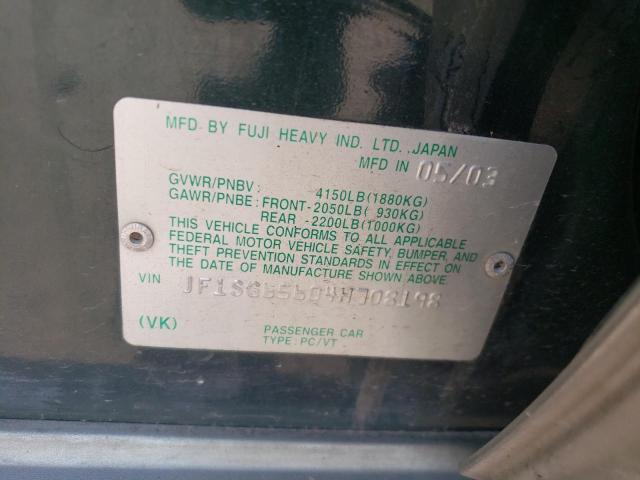 MFD BY FUJI HEAVY IND. LTD., JAPAN
MFD IN 05/03
GVWR/PNBV: 4150LB(1880KG)
GAWR/PNBE: FRONT-2050LB( 930KG)
REAR -2200LB(1000KG)
THIS VEHICLE CONFORMS TO ALL APPLICABLE
FEDERAL MOTOR VEHICLE SAFETY, BUMPER, AND
THEFT PREVENTION STANDARDS IN EFFECT ON
THE DATE OF MANUFACTURE SHOWN ABOVE
VIN JF1SG65604H708198
(VK) PASSENGER CAR
TYPE: PC/VT